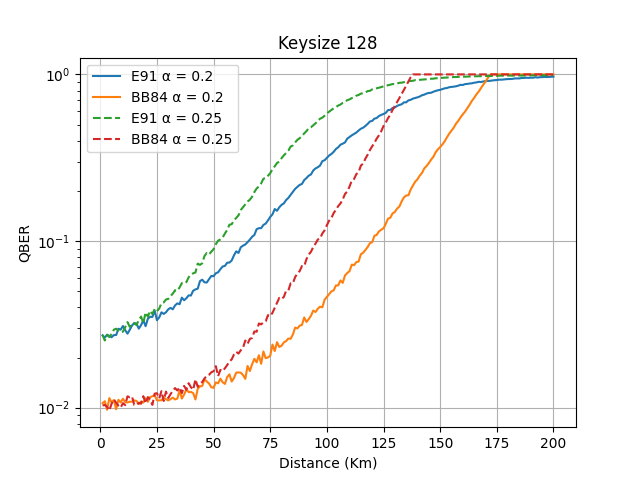 Keysize 128
E91 α = 0.2
BB84 α = 0.2
E91 α = 0.25
BB84 α = 0.25
QBER
10⁰
10⁻¹
10⁻²
0 25 50 75 100 125 150 175 200
Distance (Km)